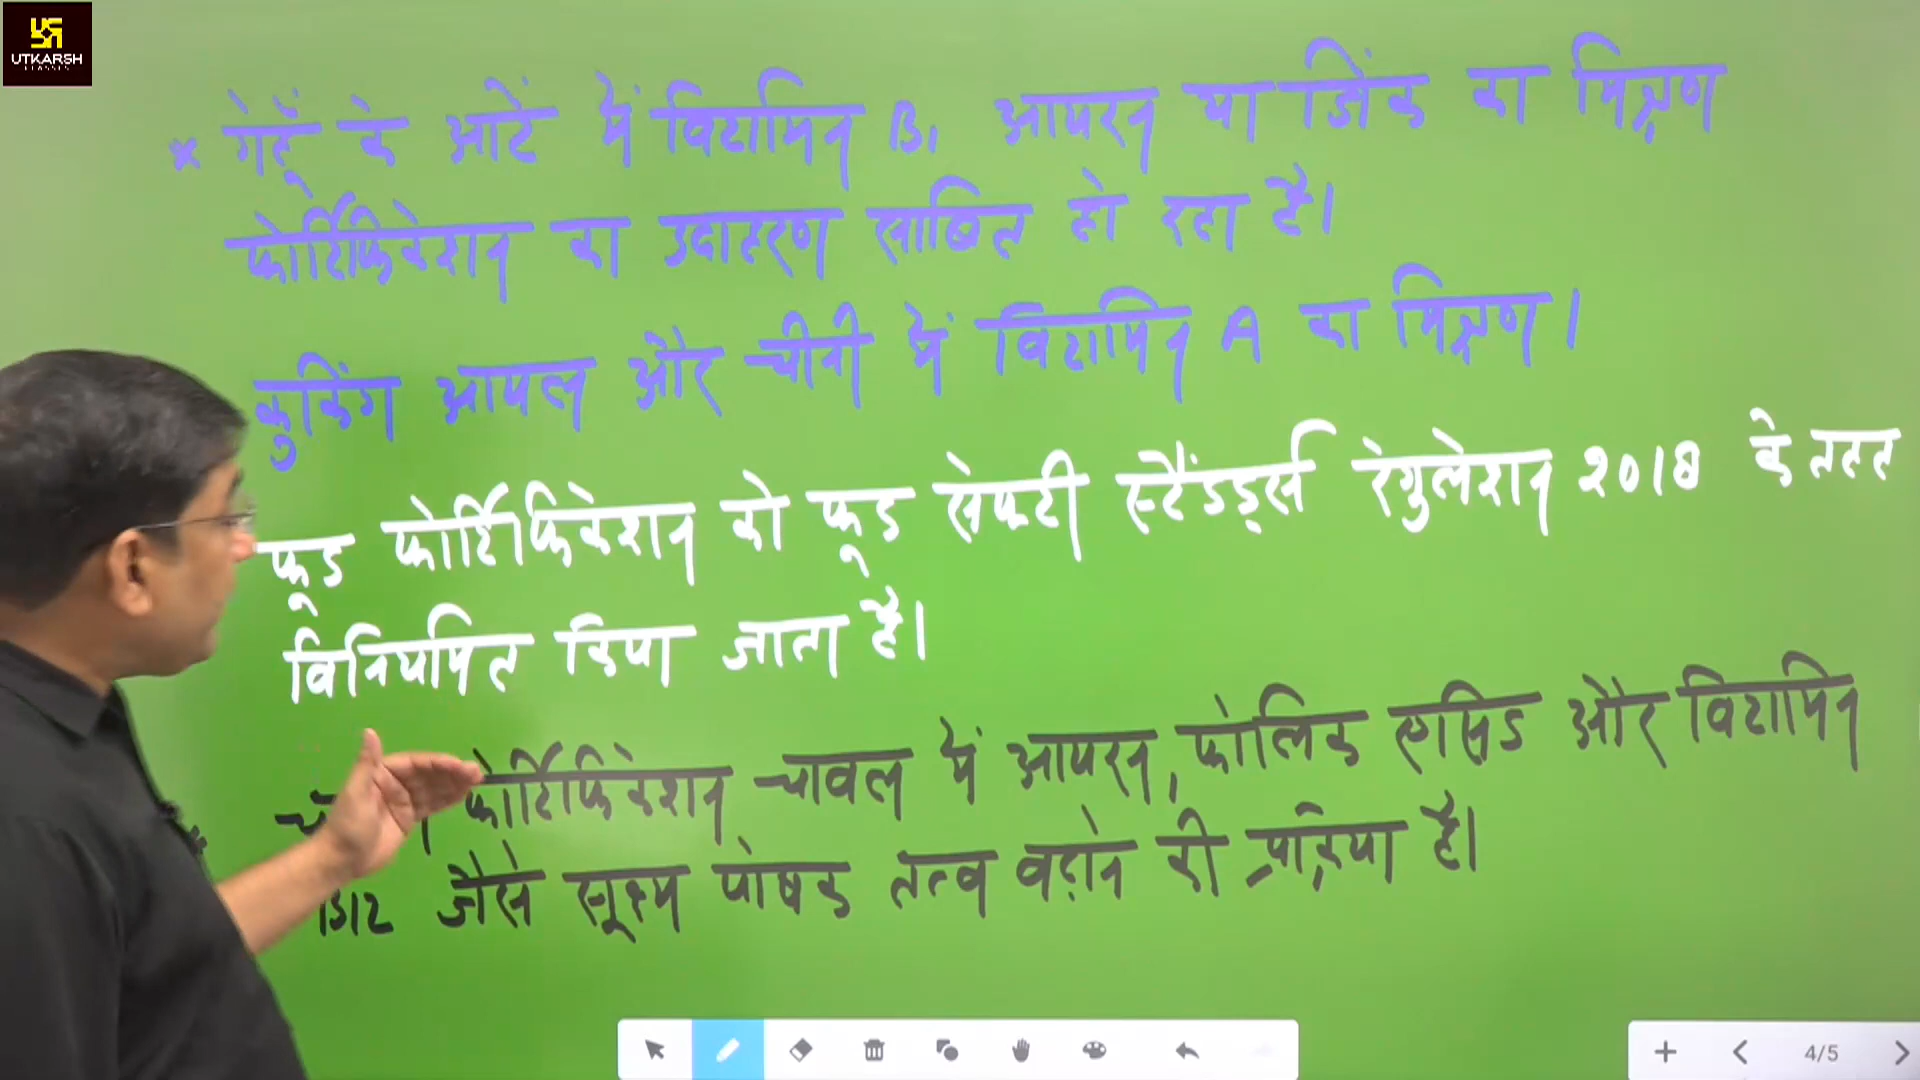 UTKARSH
CLASSES
* गेहूँ के आटें में विटामिन B1 आयरन या जिंक का मिश्रण
फोर्टिफिकेशन का उदाहरण साबित हो रहा है।
कुकिंग आयल और चीनी में विटामिन A का मिश्रण।
फूड फोर्टिफिकेशन को फूड सेफ्टी स्टैंडर्ड्स रेगुलेशन 2018 के तहत
विनियमित किया जाता है।
फोर्टिफिकेशन चावल में आयरन, फोलिक एसिड और विटामिन
B12 जैसे सूक्ष्म पोषक तत्व बढ़ाने की प्रक्रिया है।
4/5